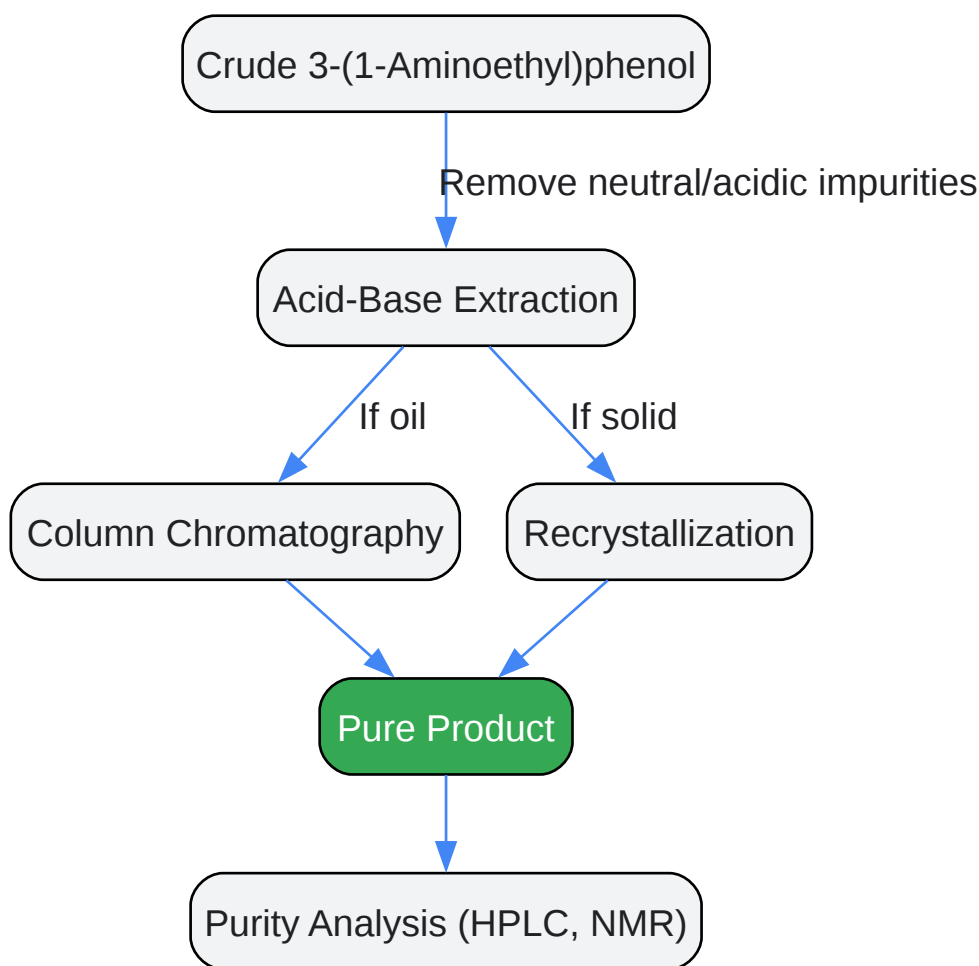 Crude 3-(1-Aminoethyl)phenol
Remove neutral/acidic impurities
Acid-Base Extraction
If oil
If solid
Column Chromatography
Recrystallization
Pure Product
Purity Analysis (HPLC, NMR)